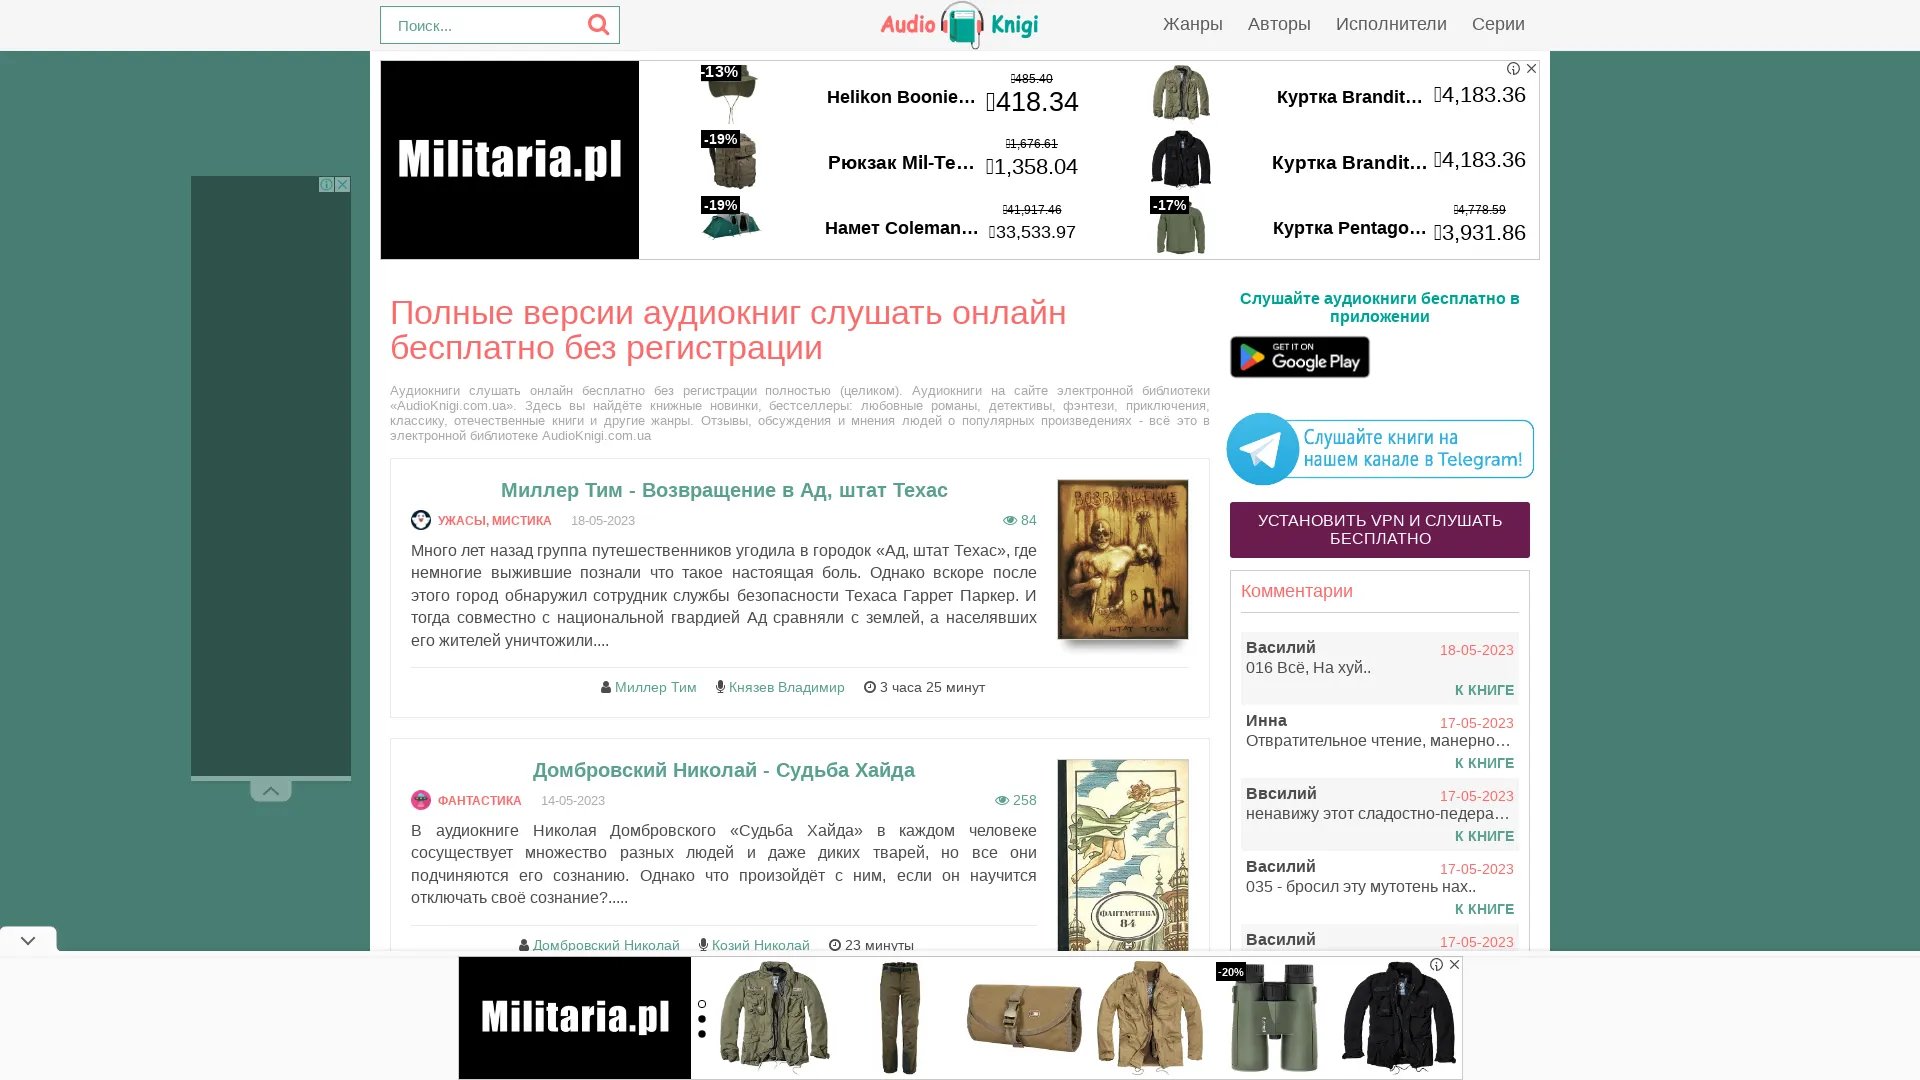 Поиск...
Audio Knigi
Жанры Авторы Исполнители Серии
Militaria.pl
-13%
Helikon Boonie...
485.40
418.34
Куртка Brandit...
4,183.36
-19%
Рюкзак Mil-Te...
1,676.61
1,358.04
Куртка Brandit...
4,183.36
-19%
Намет Coleman...
41,917.46
33,533.97
-17%
Куртка Pentago...
4,778.59
3,931.86
Полные версии аудиокниг слушать онлайн
бесплатно без регистрации
Аудиокниги слушать онлайн бесплатно без регистрации полностью (целиком). Аудиокниги на сайте электронной библиотеки
«AudioKnigi.com.ua». Здесь вы найдёте книжные новинки, бестселлеры: любовные романы, детективы, фэнтези, приключения,
классику, отечественные книги и другие жанры. Отзывы, обсуждения и мнения людей о популярных произведениях - всё это в
электронной библиотеке AudioKnigi.com.ua
Миллер Тим - Возвращение в Ад, штат Техас
УЖАСЫ, МИСТИКА 18-05-2023 84
Много лет назад группа путешественников угодила в городок «Ад, штат Техас», где
немногие выжившие познали что такое настоящая боль. Однако вскоре после
этого город обнаружил сотрудник службы безопасности Техаса Гаррет Паркер. И
тогда совместно с национальной гвардией Ад сравняли с землей, а населявших
его жителей уничтожили....
ВОЗВРАЩЕНИЕ
В АД
ШТАТ ТЕХАС
Миллер Тим Князев Владимир 3 часа 25 минут
Домбровский Николай - Судьба Хайда
ФАНТАСТИКА 14-05-2023 258
В аудиокниге Николая Домбровского «Судьба Хайда» в каждом человеке
сосуществует множество разных людей и даже диких тварей, но все они
подчиняются его сознанию. Однако что произойдёт с ним, если он научится
отключать своё сознание?.....
ФАНТАСТИКА
84
Домбровский Николай Козий Николай 23 минуты
Слушайте аудиокниги бесплатно в
приложении
GET IT ON
Google Play
Слушайте книги на
нашем канале в Telegram!
УСТАНОВИТЬ VPN И СЛУШАТЬ
БЕСПЛАТНО
Комментарии
Василий 18-05-2023
016 Всё, На хуй..
К КНИГЕ
Инна 17-05-2023
Отвратительное чтение, манерно...
К КНИГЕ
Ввсилий 17-05-2023
ненавижу этот сладостно-педера...
К КНИГЕ
Василий 17-05-2023
035 - бросил эту мутотень нах..
К КНИГЕ
Василий 17-05-2023
Militaria.pl
-20%